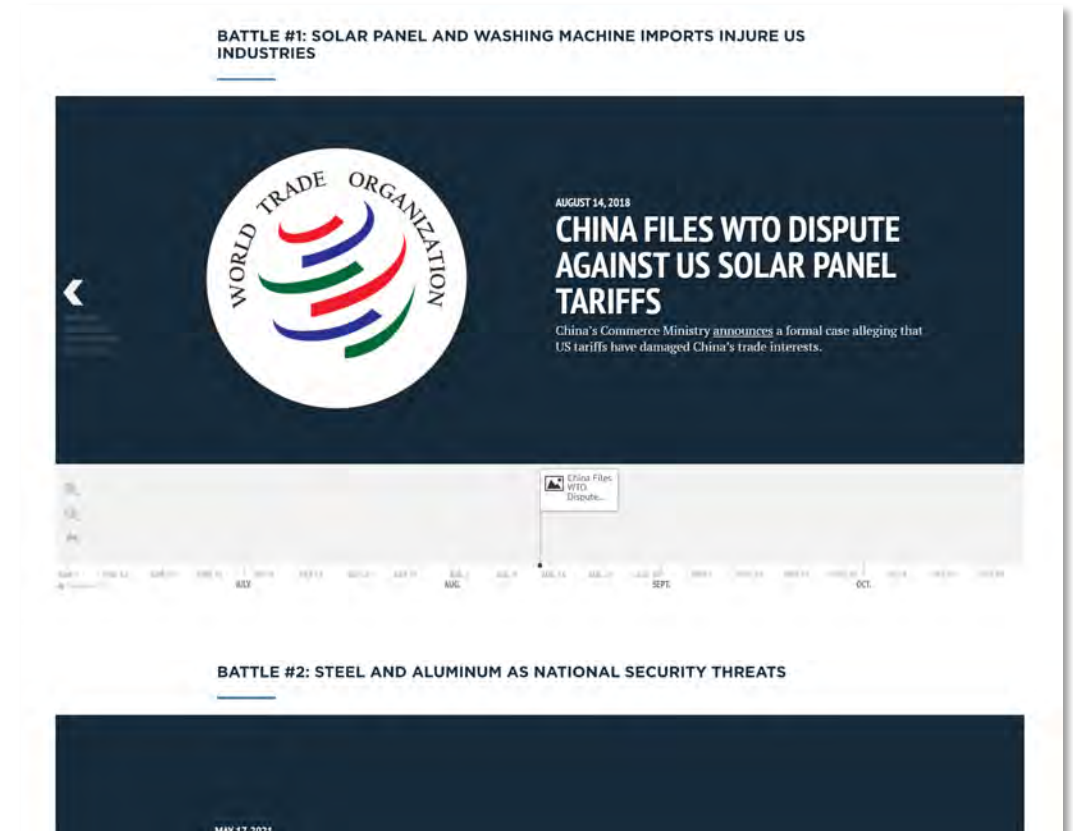 BATTLE #1: SOLAR PANEL AND WASHING MACHINE IMPORTS INJURE US
INDUSTRIES
WORLD TRADE ORGANIZATION
AUGUST 14, 2018
CHINA FILES WTO DISPUTE
AGAINST US SOLAR PANEL
TARIFFS
China's Commerce Ministry announces a formal case alleging that
US tariffs have damaged China's trade interests.
China Files
WTO
Dispute...
JULY
AUG.
SEPT.
OCT.
BATTLE #2: STEEL AND ALUMINUM AS NATIONAL SECURITY THREATS
MAY 17, 2021